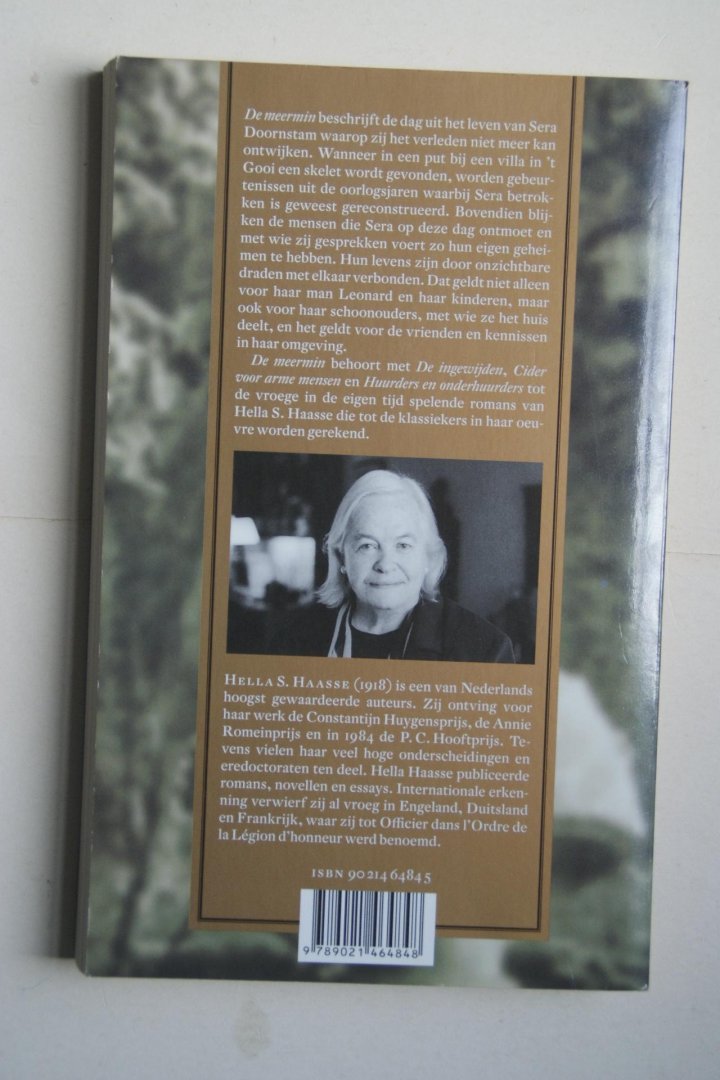 De meermin beschrijft de dag uit het leven van Sera
Doornstam waarop zij het verleden niet meer kan
ontwijken. Wanneer in een put bij een villa in 't
Gooi een skelet wordt gevonden, worden gebeur-
tenissen uit de oorlogsjaren waarbij Sera betrok-
ken is geweest gereconstrueerd. Bovendien blij-
ken de mensen die Sera op deze dag ontmoet en
met wie zij gesprekken voert zo hun eigen gehei-
men te hebben. Hun levens zijn door onzichtbare
draden met elkaar verbonden. Dat geldt niet alleen
voor haar man Leonard en haar kinderen, maar
ook voor haar schoonouders, met wie ze het huis
deelt, en het geldt voor de vrienden en kennissen
in haar omgeving.
De meermin behoort met De ingewijden, Cider
voor arme mensen en Huurders en onderhuurders tot
de vroege in de eigen tijd spelende romans van
Hella S. Haasse die tot de klassiekers in haar oeu-
vre worden gerekend.
HELLA S. HAASSE (1918) is een van Nederlands
hoogst gewaardeerde auteurs. Zij ontving voor
haar werk de Constantijn Huygensprijs, de Annie
Romeinprijs en in 1984 de P. C. Hooftprijs. Te-
vens vielen haar veel hoge onderscheidingen en
eredoctoraten ten deel. Hella Haasse publiceerde
romans, novellen en essays. Internationale erken-
ning verwierf zij al vroeg in Engeland, Duitsland
en Frankrijk, waar zij tot Officier dans l'Ordre de
la Légion d'honneur werd benoemd.
ISBN 90 214 6484 5
9 789021 464848